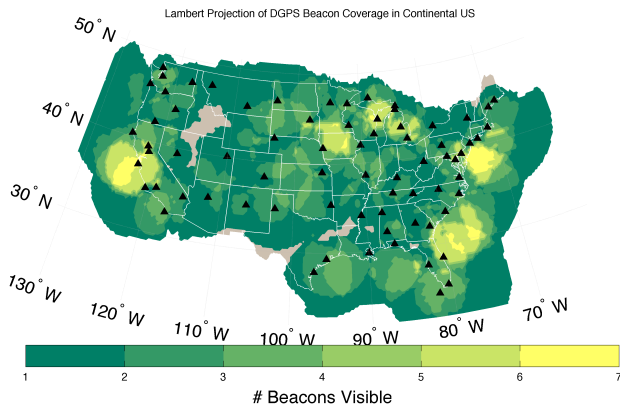 Lambert Projection of DGPS Beacon Coverage in Continental US
50° N
40° N
30° N
130° W
120° W
110° W
100° W
90° W
80° W
70° W
1 2 3 4 5 6 7
# Beacons Visible